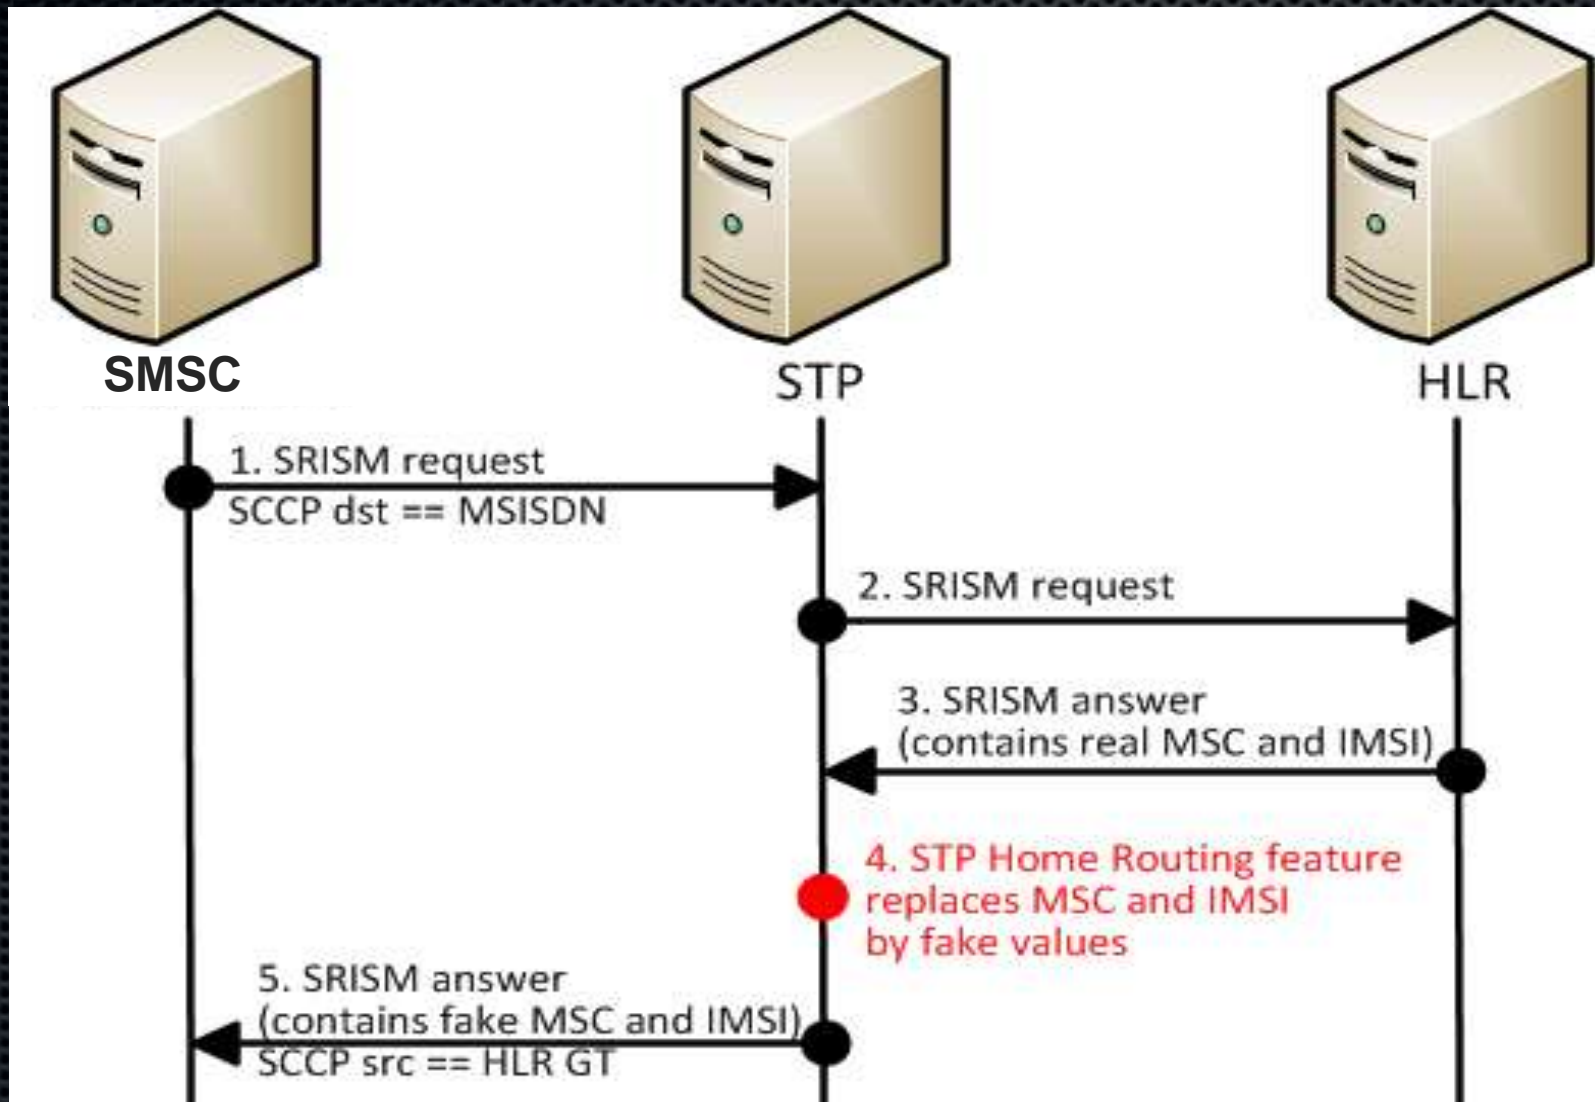 SMSC
STP
HLR
1. SRISM request
SCCP dst == MSISDN
2. SRISM request
3. SRISM answer
(contains real MSC and IMSI)
4. STP Home Routing feature
replaces MSC and IMSI
by fake values
5. SRISM answer
(contains fake MSC and IMSI)
SCCP src == HLR GT